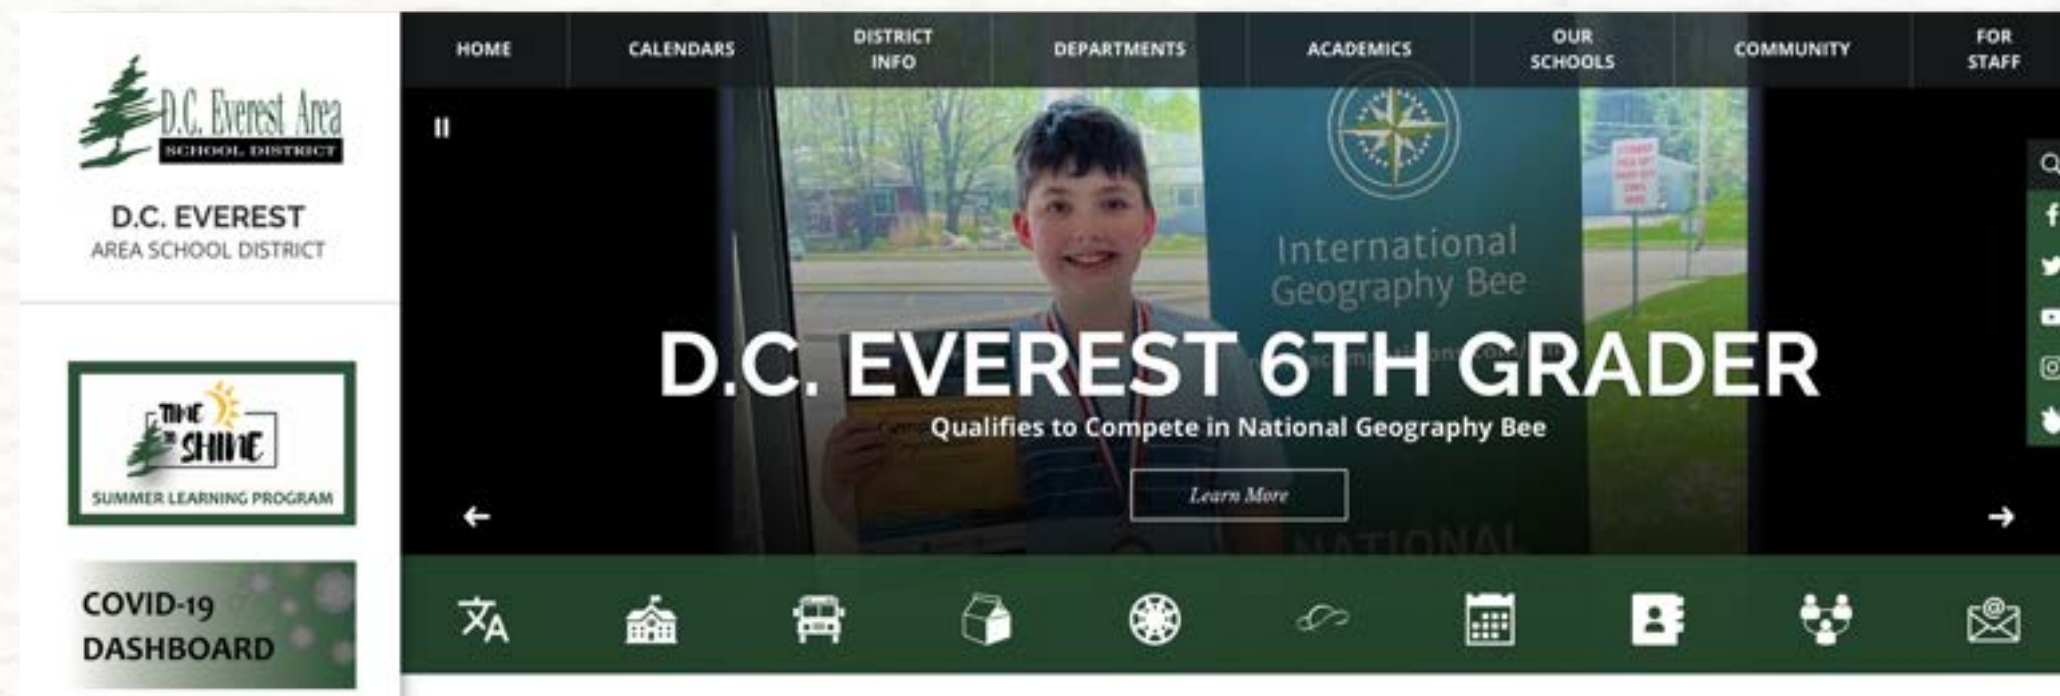 D.C. Everest Area
SCHOOL DISTRICT
D.C. EVEREST
AREA SCHOOL DISTRICT
TIME
TO
SHINE
SUMMER LEARNING PROGRAM
COVID-19
DASHBOARD
HOME
CALENDARS
DISTRICT
INFO
DEPARTMENTS
ACADEMICS
OUR
SCHOOLS
COMMUNITY
FOR
STAFF
International
Geography Bee
D.C. EVEREST 6TH GRADER
Qualifies to Compete in National Geography Bee
Learn More
NATIONAL